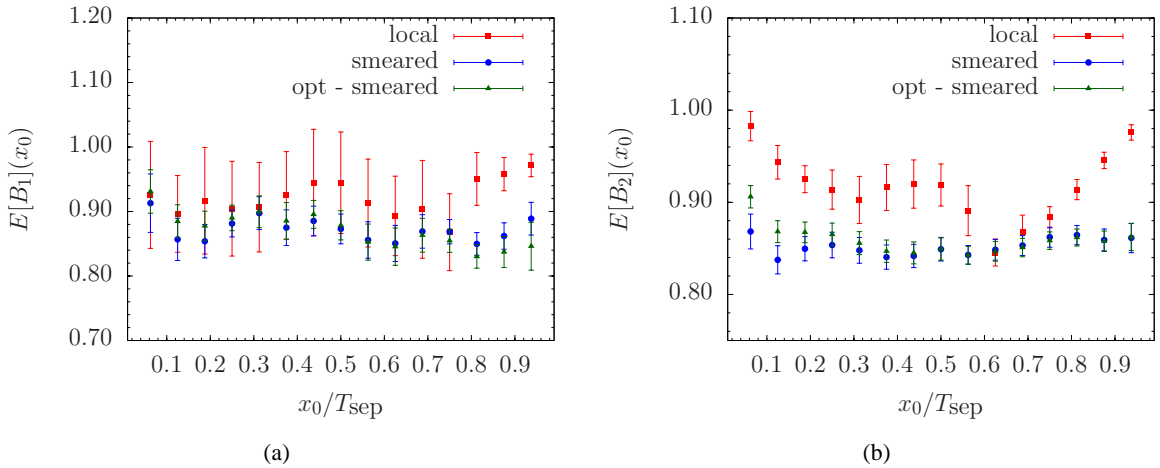 1.20
1.10
1.00
0.90
0.80
0.70
E[B₁](x₀)
local
smeared
opt - smeared
0.1 0.2 0.3 0.4 0.5 0.6 0.7 0.8 0.9
x₀/Tsep
(a)
1.10
1.00
0.90
0.80
E[B₂](x₀)
local
smeared
opt - smeared
0.1 0.2 0.3 0.4 0.5 0.6 0.7 0.8 0.9
x₀/Tsep
(b)